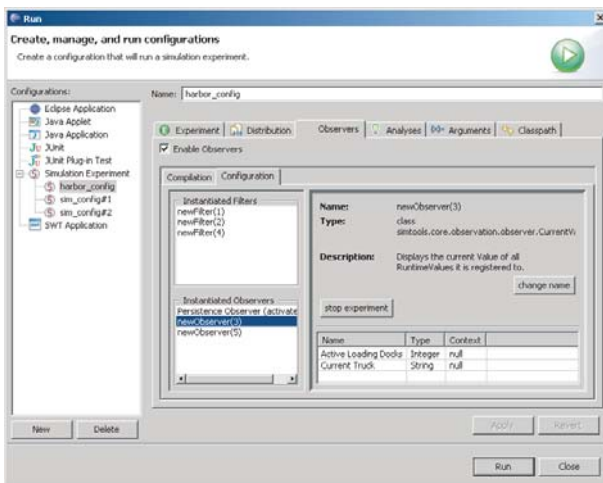 Run
Create, manage, and run configurations
Create a configuration that will run a simulation experiment.
Configurations:
Eclipse Application
Java Applet
Java Application
JUnit
JUnit Plug-in Test
Simulation Experiment
harbor_config
sim_config#1
sim_config#2
SWT Application
New
Delete
Name: harbor_config
Experiment
Distribution
Observers
Analyses
Arguments
Classpath
Enable Observers
Compilation
Configuration
Instantiated Filters
newFilter(1)
newFilter(2)
newFilter(4)
Instantiated Observers
Persistence Observer (activate
newObserver(3)
newObserver(5)
Name: newObserver(3)
Type: class
simtools.core.observation.observer.CurrentV
Description: Displays the current Value of all
RuntimeValues it is registered to.
change name
stop experiment
Name Type Context
Active Loading Docks Integer null
Current Truck String null
Apply
Revert
Run
Close